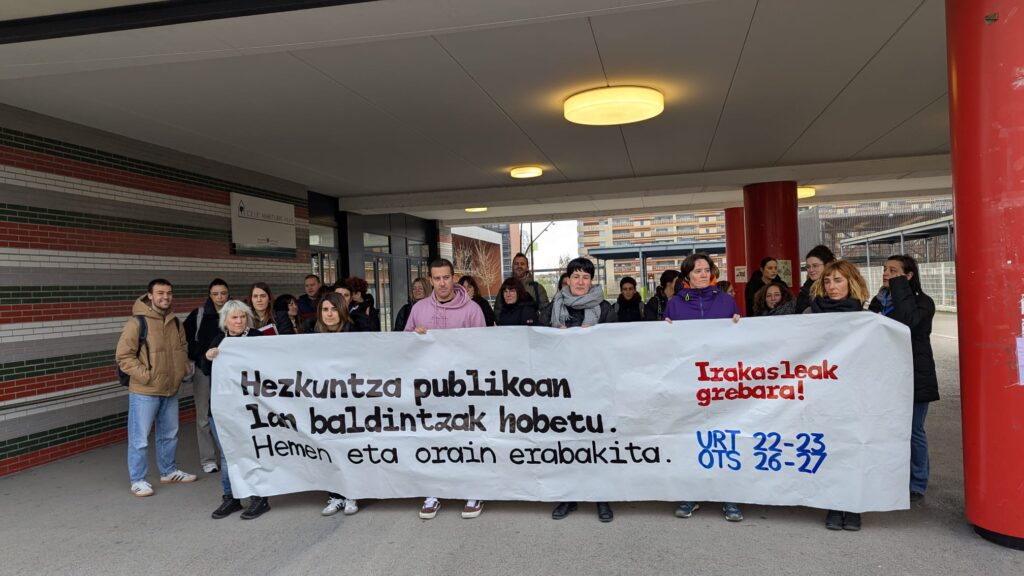 Hezkuntza publikoan
lan baldintzak hobetu.
Hemen eta orain erabakita.
Irakasleak
grebara!
URT 22-23
OTS 26-27